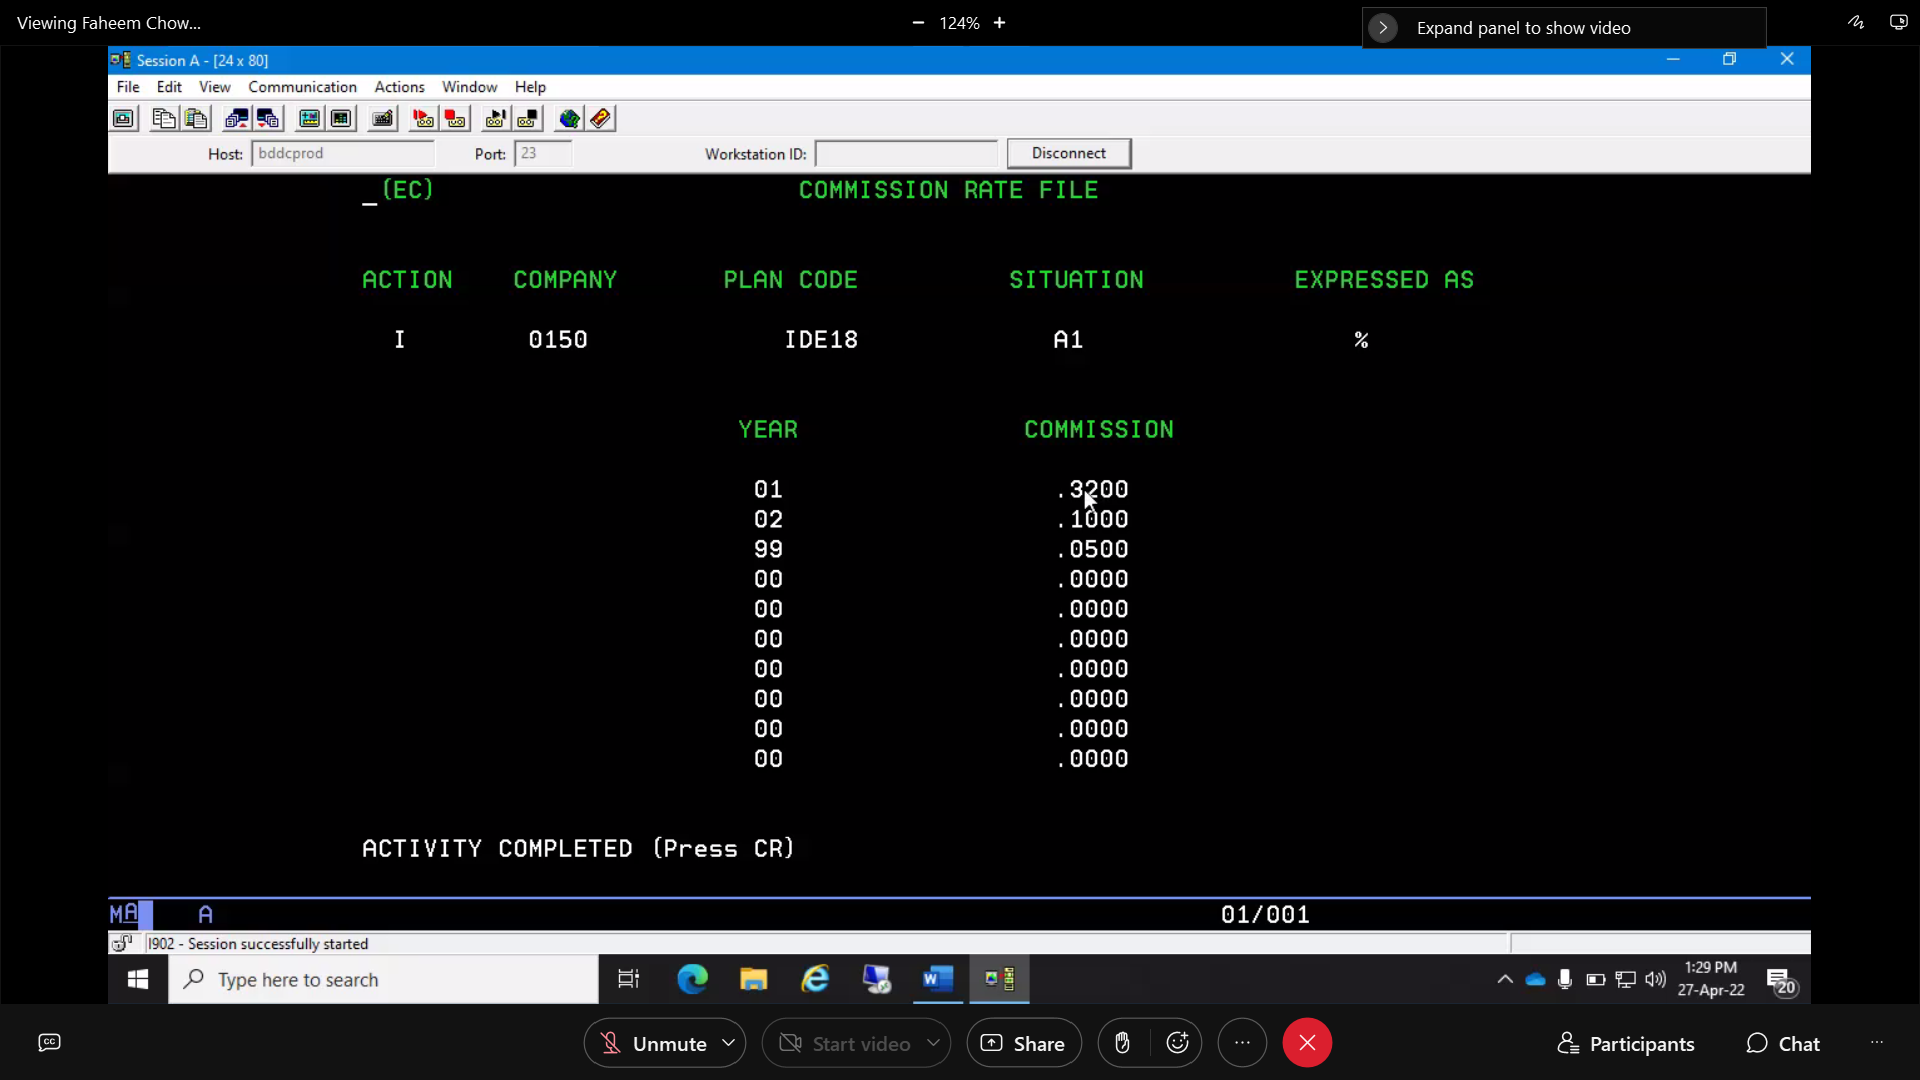 Viewing Faheem Chow...
124%
Expand panel to show video
Session A - [24 x 80]
File Edit View Communication Actions Window Help
Host: bddcprod Port: 23 Workstation ID: Disconnect
_(EC) COMMISSION RATE FILE
ACTION COMPANY PLAN CODE SITUATION EXPRESSED AS
I 0150 IDE18 A1 %
YEAR COMMISSION
01 .3200
02 .1000
99 .0500
00 .0000
00 .0000
00 .0000
00 .0000
00 .0000
00 .0000
00 .0000
ACTIVITY COMPLETED (Press CR)
MA A 01/001
I902 - Session successfully started
Type here to search
1:29 PM
27-Apr-22
20
Unmute Start video Share Participants Chat